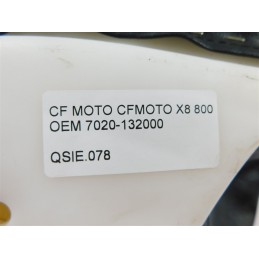 CF MOTO CFMOTO X8 800
OEM 7020-132000
QSIE.078